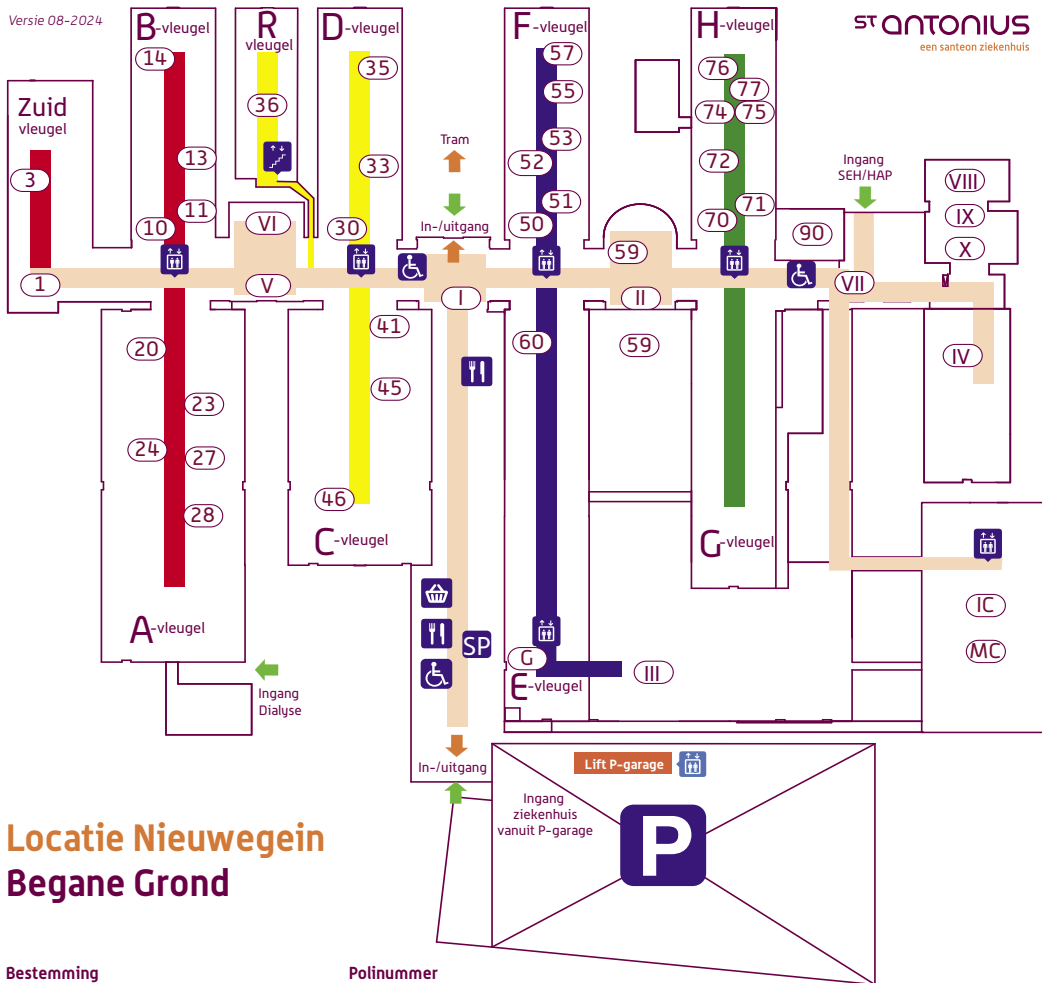 Versie 08-2024
B-vleugel
R
vleugel
D-vleugel
F-vleugel
H-vleugel
ST ANTONIUS
een santeon ziekenhuis
14
35
57
76
77
55
36
74
75
Zuid
vleugel
Tram
53
13
33
52
72
Ingang
SEH/HAP
3
VIII
51
71
11
IX
10
VI
30
In-/uitgang
50
70
90
X
59
1
V
VII
I
II
41
20
60
59
IV
45
23
24
27
46
28
C-vleugel
G-vleugel
IC
A-vleugel
SP
MC
G
III
Ingang
Dialyse
E-vleugel
In-/uitgang
Lift P-garage
Ingang
ziekenhuis
vanuit P-garage
P
Locatie Nieuwegein
Begane Grond
Bestemming
Polinummer